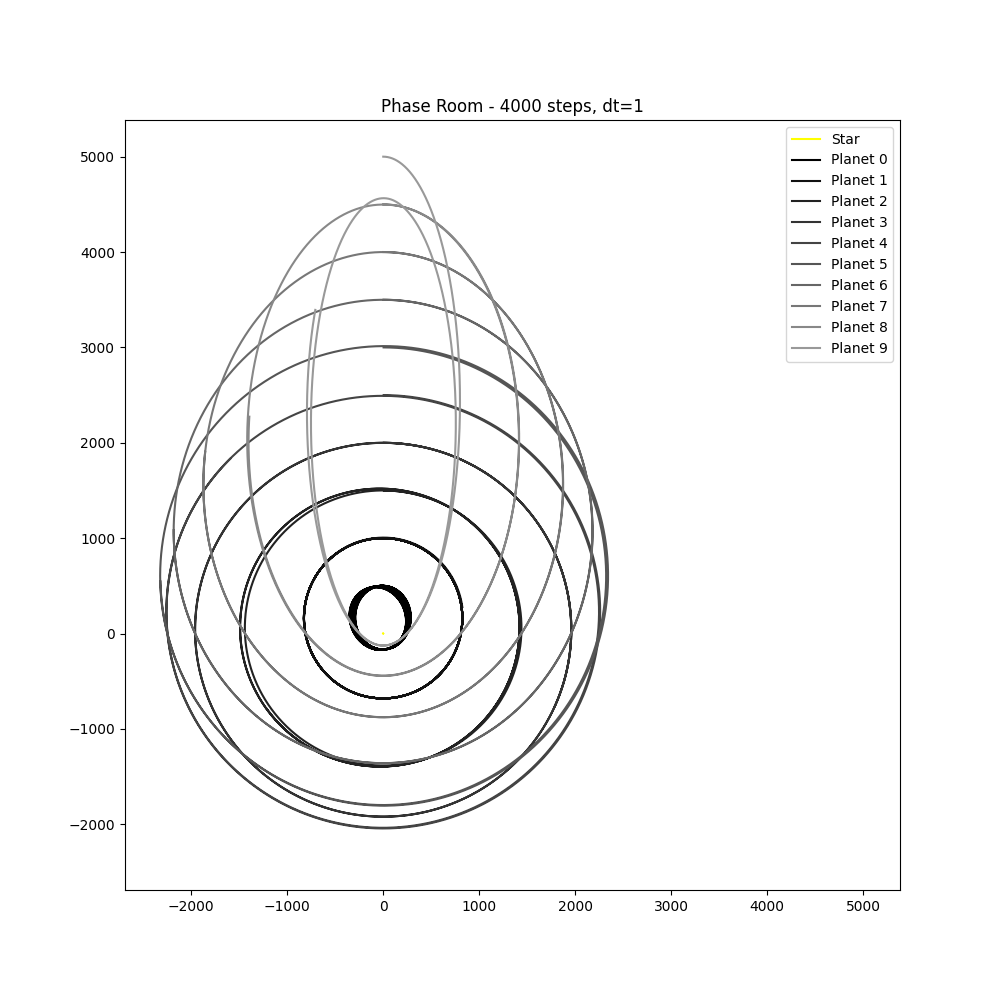 Phase Room - 4000 steps, dt=1
Star
Planet 0
Planet 1
Planet 2
Planet 3
Planet 4
Planet 5
Planet 6
Planet 7
Planet 8
Planet 9
5000
4000
3000
2000
1000
0
−1000
−2000
−2000 −1000 0 1000 2000 3000 4000 5000